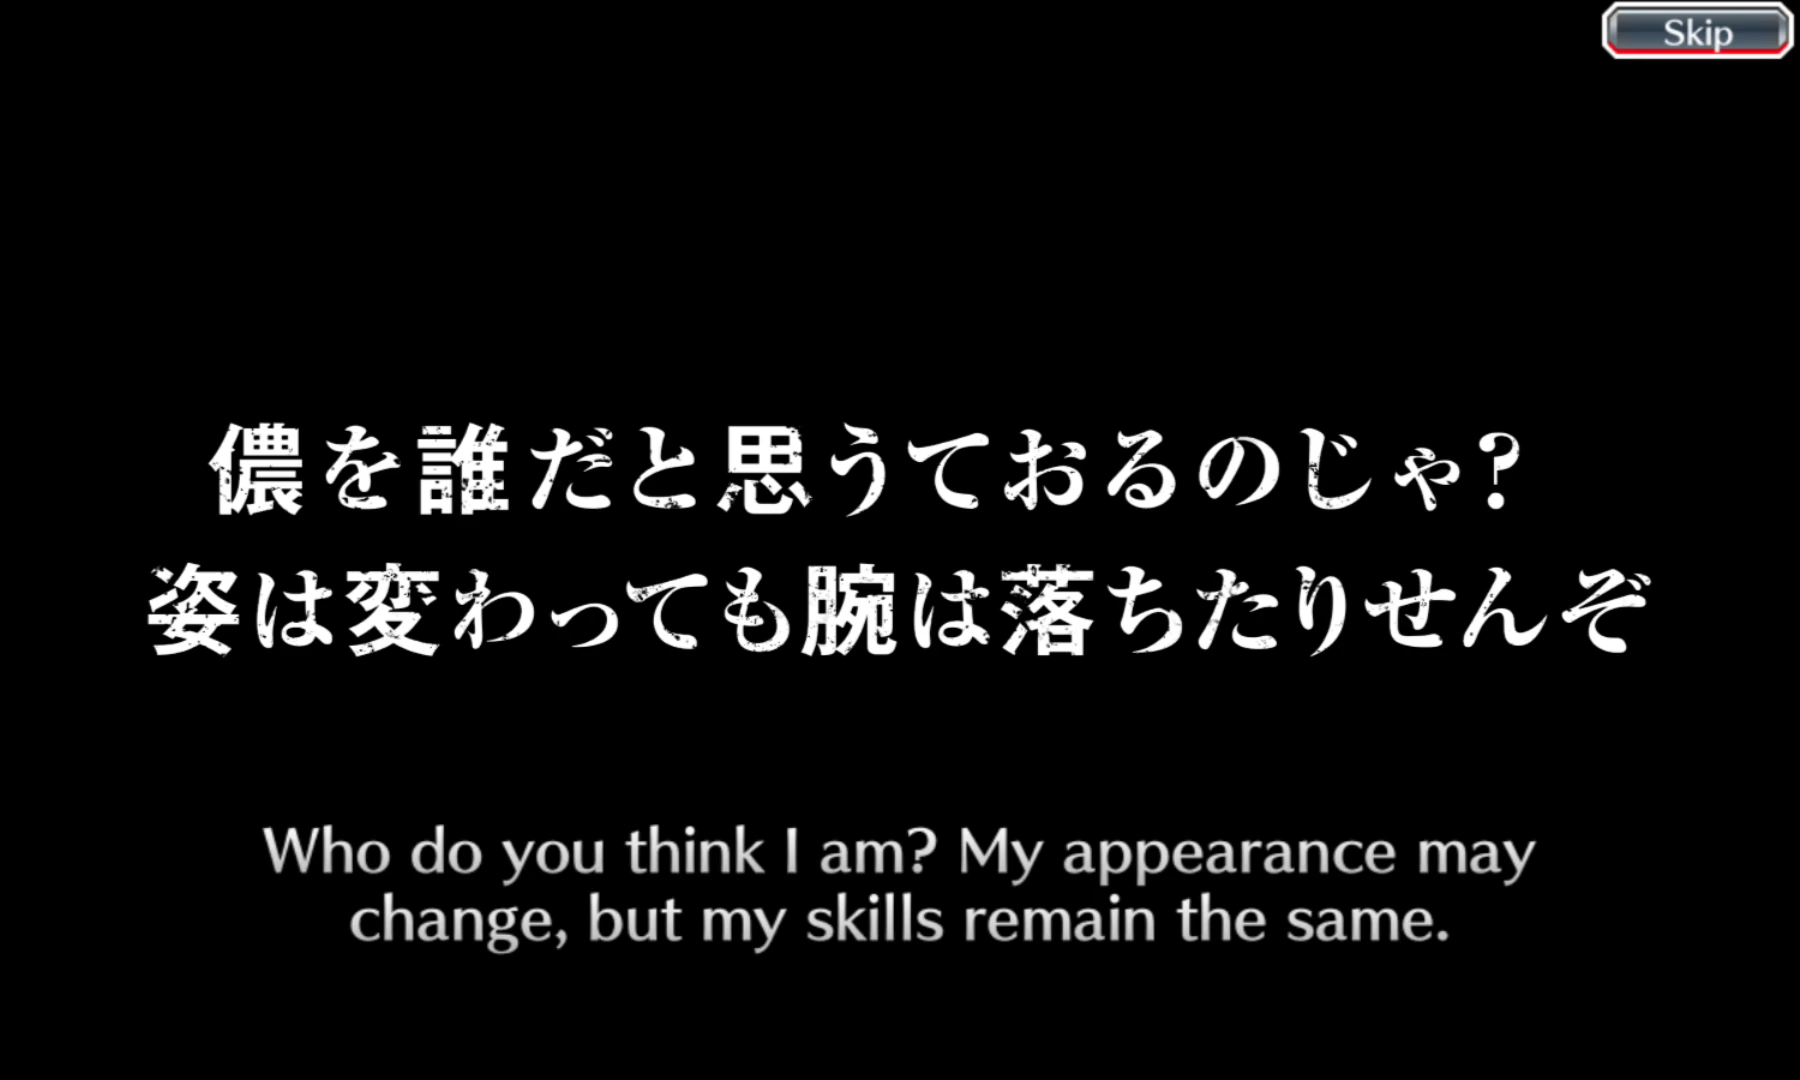 Skip
儂を誰だと思うておるのじゃ?
姿は変わっても腕は落ちたりせんぞ
Who do you think I am? My appearance may
change, but my skills remain the same.